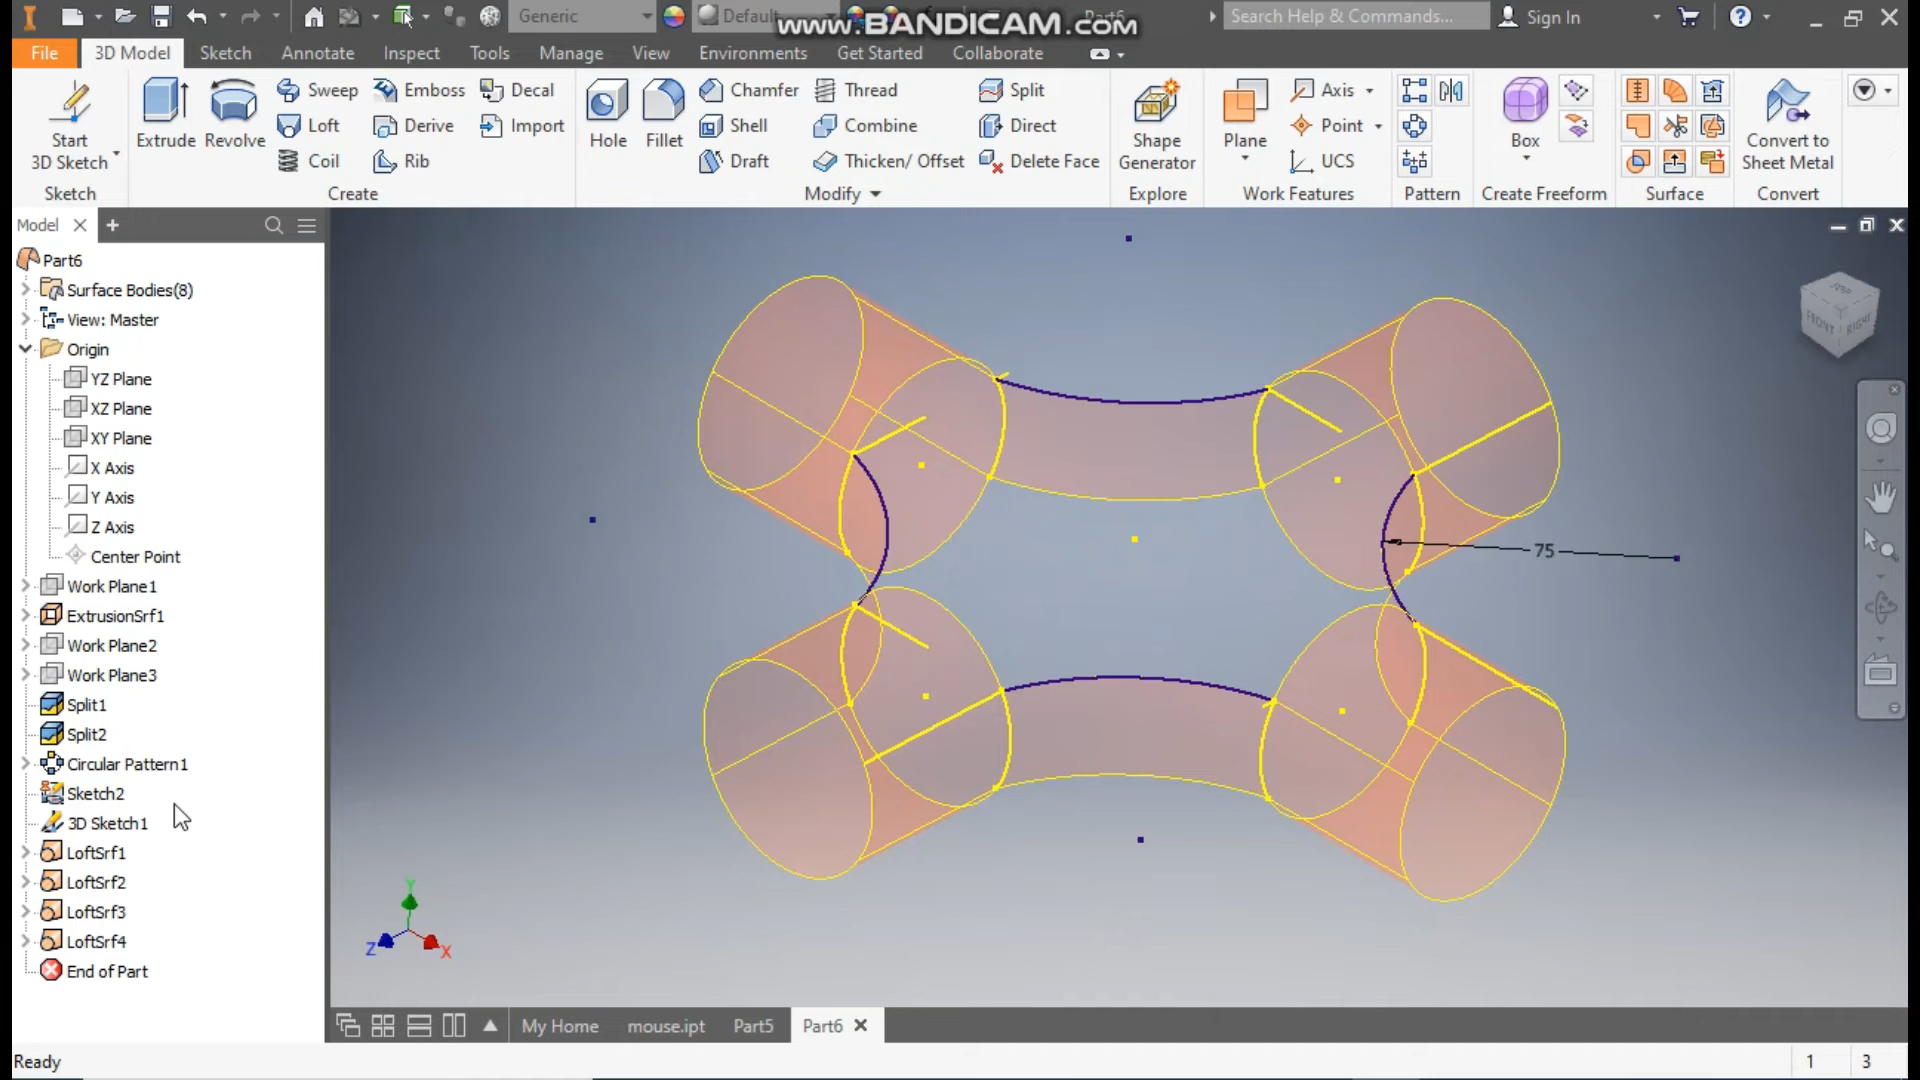 Generic
Default
www.BANDICAM.com
Part6
Search Help & Commands...
Sign In
File
3D Model
Sketch
Annotate
Inspect
Tools
Manage
View
Environments
Get Started
Collaborate
Start
3D Sketch
Extrude
Revolve
Sweep
Loft
Coil
Emboss
Derive
Rib
Decal
Import
Hole
Fillet
Chamfer
Shell
Draft
Thread
Combine
Thicken/ Offset
Split
Direct
Delete Face
Shape
Generator
Plane
Axis
Point
UCS
Box
Convert to
Sheet Metal
Sketch
Create
Modify
Explore
Work Features
Pattern
Create Freeform
Surface
Convert
Model
Part6
Surface Bodies(8)
View: Master
Origin
YZ Plane
XZ Plane
XY Plane
X Axis
Y Axis
Z Axis
Center Point
Work Plane1
ExtrusionSrf1
Work Plane2
Work Plane3
Split1
Split2
Circular Pattern1
Sketch2
3D Sketch1
LoftSrf1
LoftSrf2
LoftSrf3
LoftSrf4
End of Part
75
FRONT
RIGHT
Y
Z
X
My Home
mouse.ipt
Part5
Part6
Ready
1
3